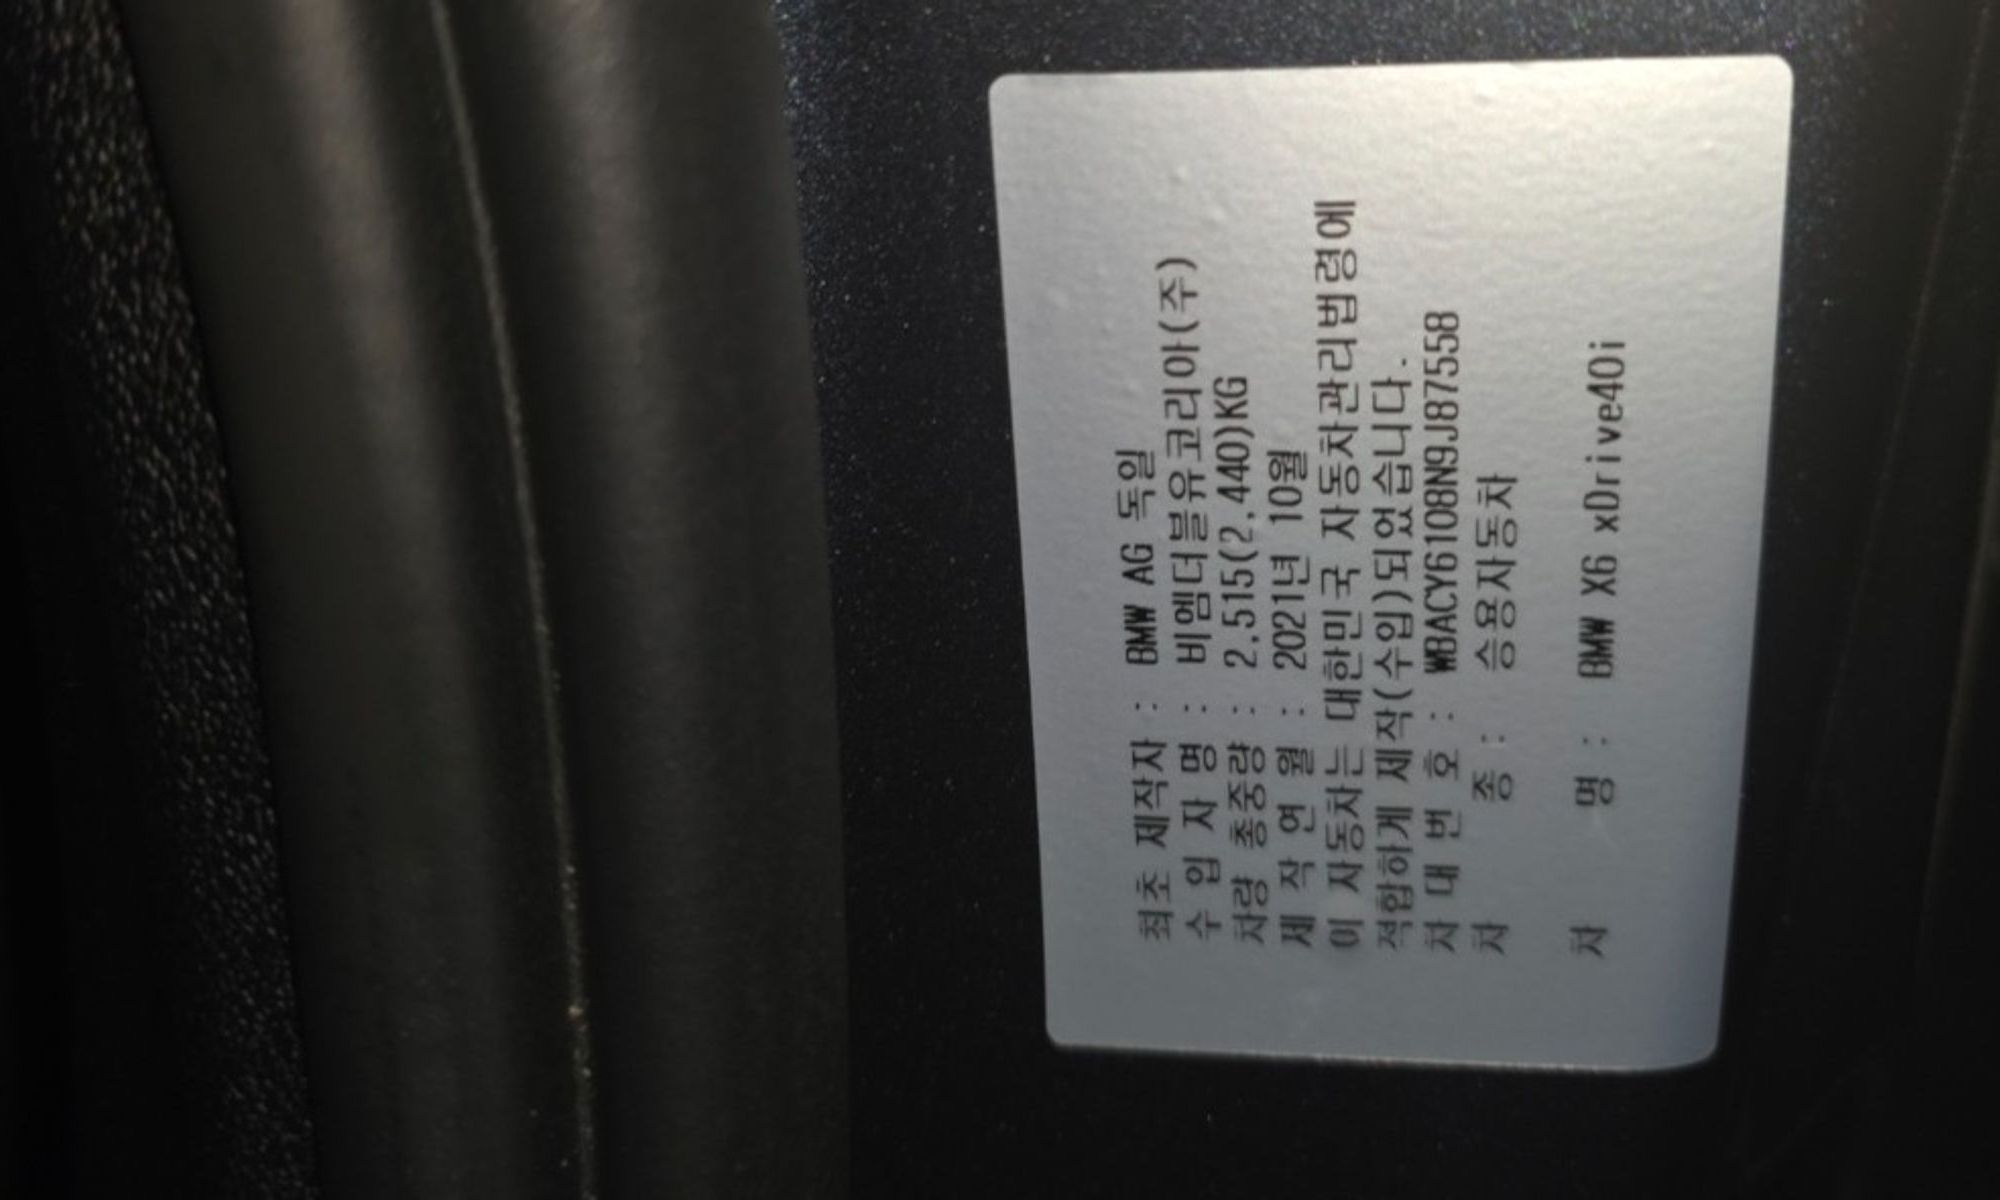 최초 제작자 : BMW AG 독일
수 입 자 명 : 비엠더블유코리아(주)
차량 총중량 : 2.515(2.440)KG
제 작 연 월 : 2021년 10월
이 자동차는 대한민국 자동차관리법령에
적합하게 제작(수입)되었습니다.
차 대 번 호 : WBACY6108N9J87558
차 종 : 승용자동차
차 명 : BMW X6 xDrive40i